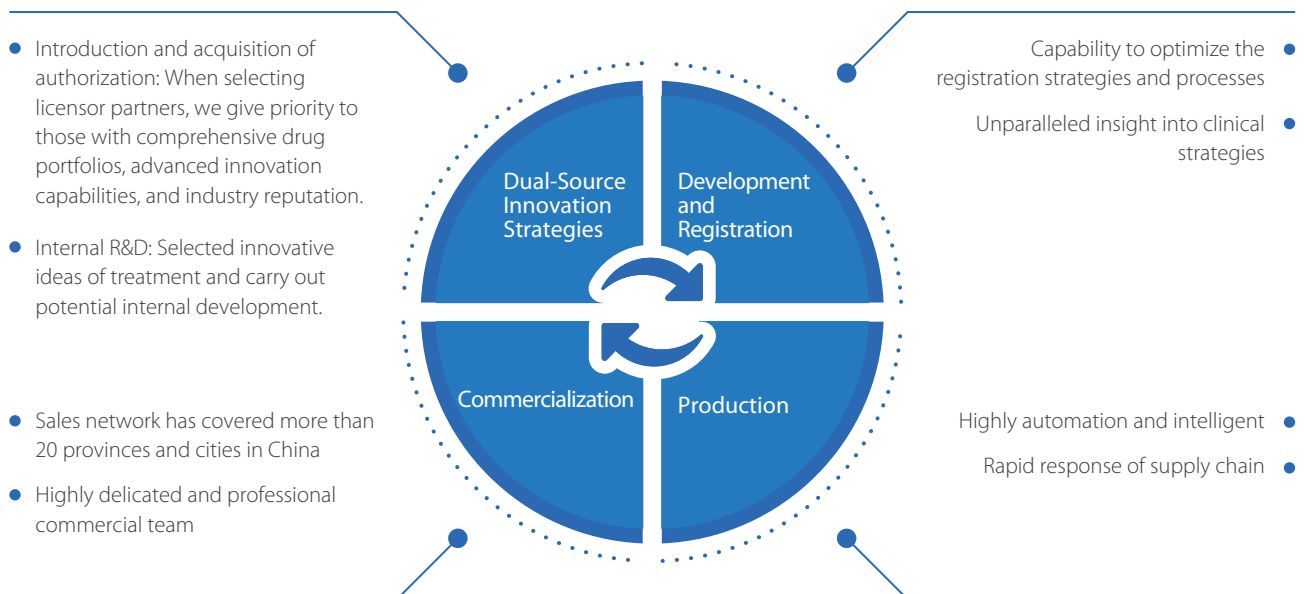 Introduction and acquisition of
authorization: When selecting
licensor partners, we give priority to
those with comprehensive drug
portfolios, advanced innovation
capabilities, and industry reputation.
Internal R&D: Selected innovative
ideas of treatment and carry out
potential internal development.
Capability to optimize the
registration strategies and processes
Unparalleled insight into clinical
strategies
Dual-Source
Innovation
Strategies
Development
and
Registration
Commercialization
Production
Sales network has covered more than
20 provinces and cities in China
Highly delicated and professional
commercial team
Highly automation and intelligent
Rapid response of supply chain